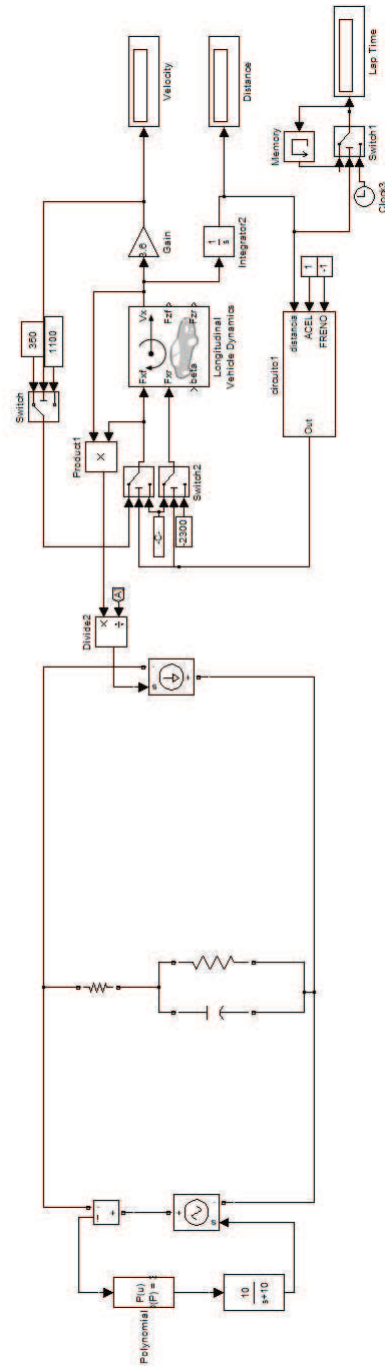 Polynomial
P(u)
10
s+10
s
+
-
i
+
-
s
-
+
Divide2
×
÷
A
Product1
×
Switch
350
1100
-C-
-2300
Switch2
Fxf
Fxr
beta
Vx
Fzf
Fzr
Longitudinal
Vehicle Dynamics
3.6
Gain
Velocity
1
s
Integrator2
Distance
circuito1
Out
distancia
ACEL
FRENO
1
-1
Memory
Switch1
Clock3
Lap Time